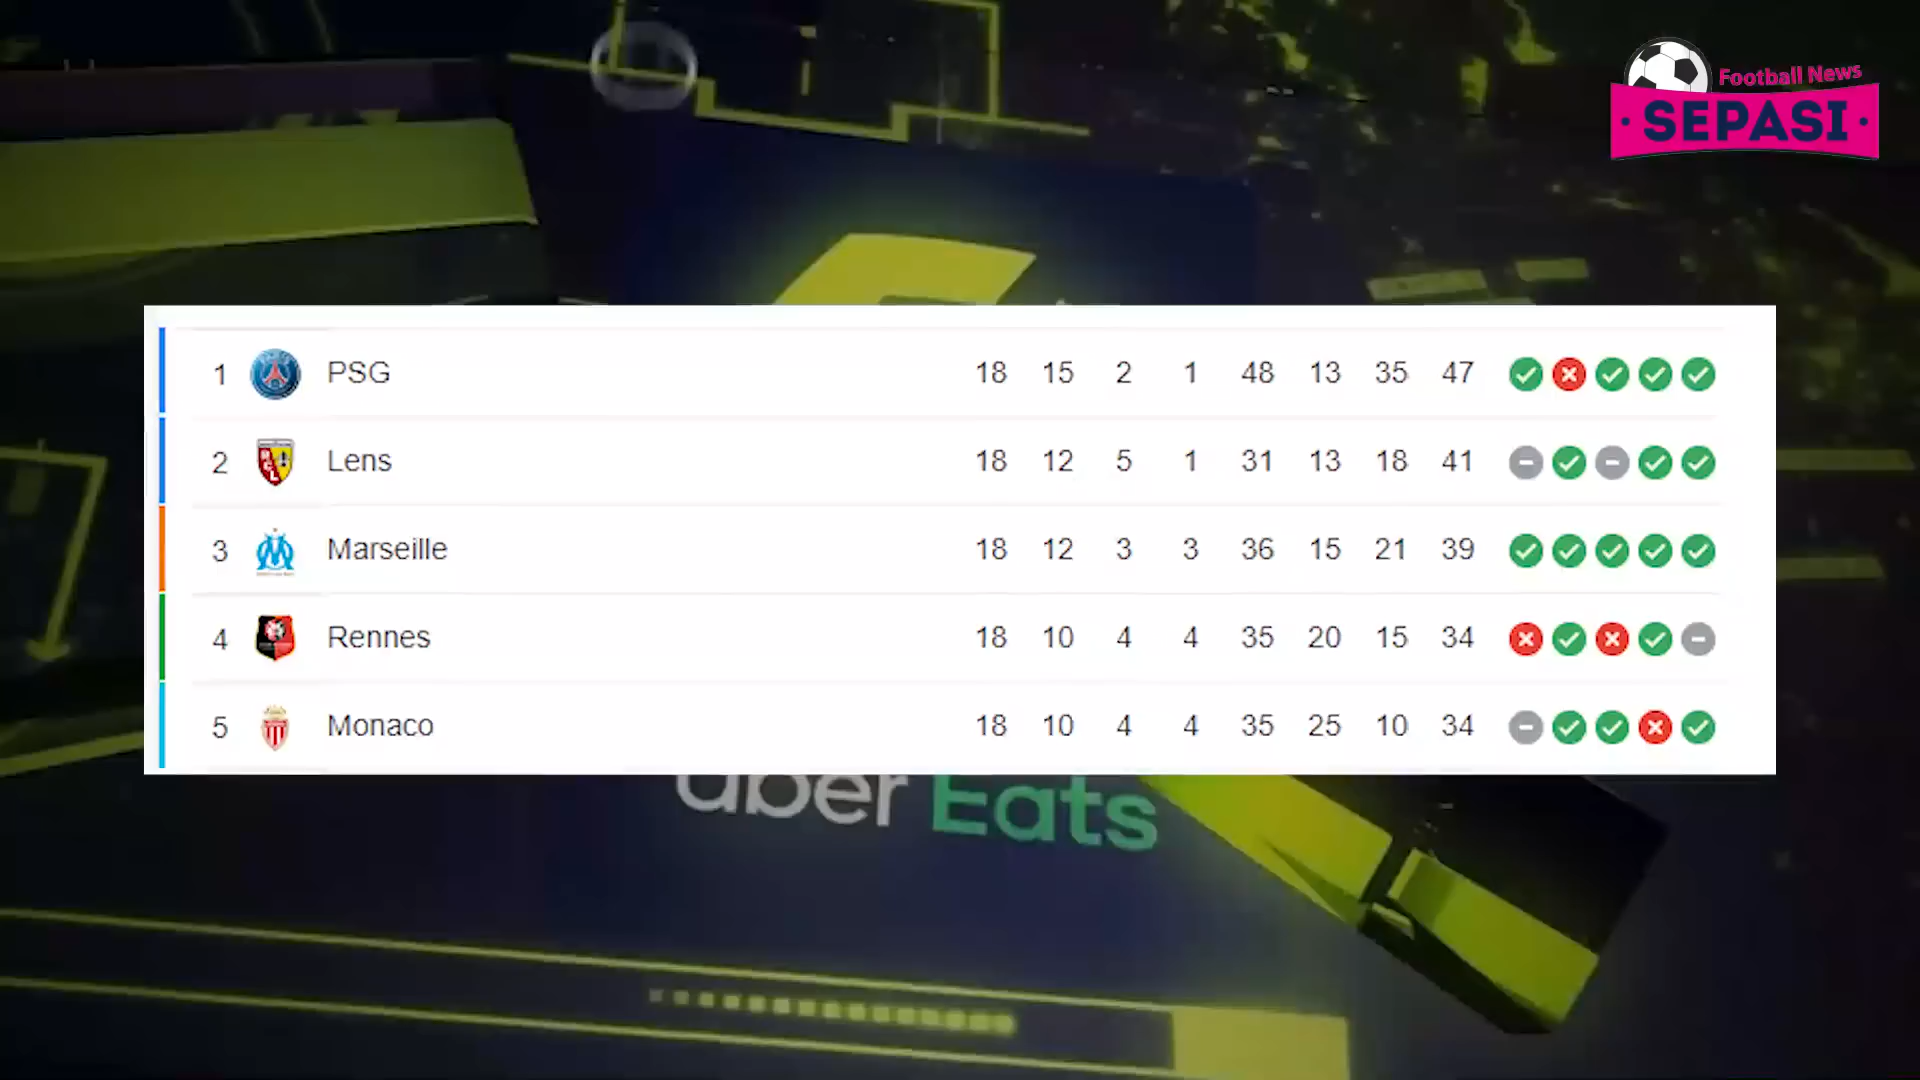 Football News
· SEPASI ·
1 PSG 18 15 2 1 48 13 35 47
2 Lens 18 12 5 1 31 13 18 41
3 Marseille 18 12 3 3 36 15 21 39
4 Rennes 18 10 4 4 35 20 15 34
5 Monaco 18 10 4 4 35 25 10 34
Uber Eats